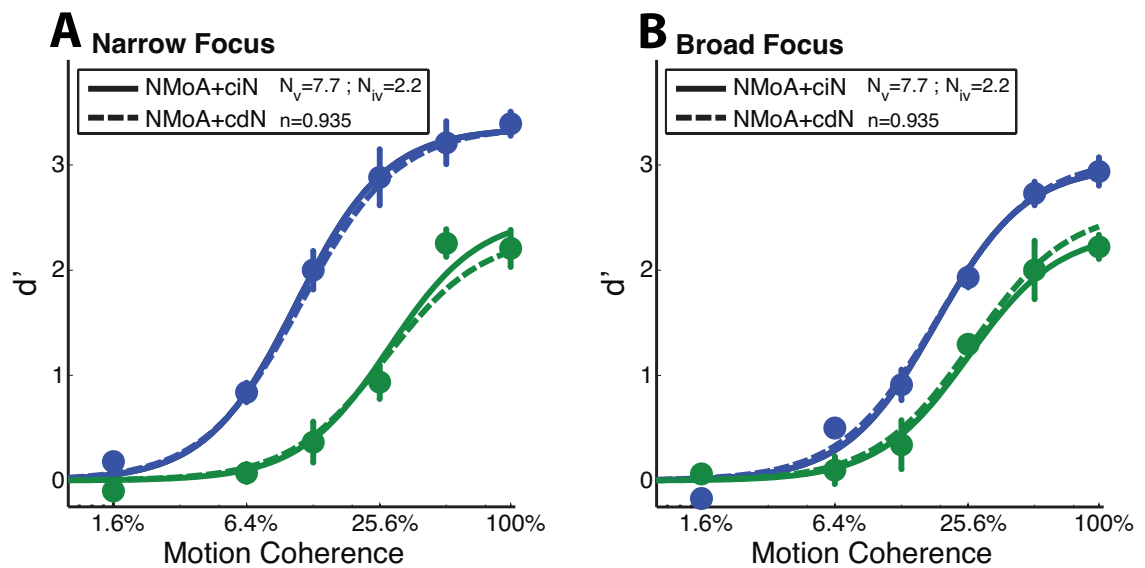 A Narrow Focus
NMoA+ciN N_v=7.7 ; N_iv=2.2
NMoA+cdN n=0.935
3
2
1
0
d'
1.6% 6.4% 25.6% 100%
Motion Coherence
B Broad Focus
NMoA+ciN N_v=7.7 ; N_iv=2.2
NMoA+cdN n=0.935
3
2
1
0
d'
1.6% 6.4% 25.6% 100%
Motion Coherence